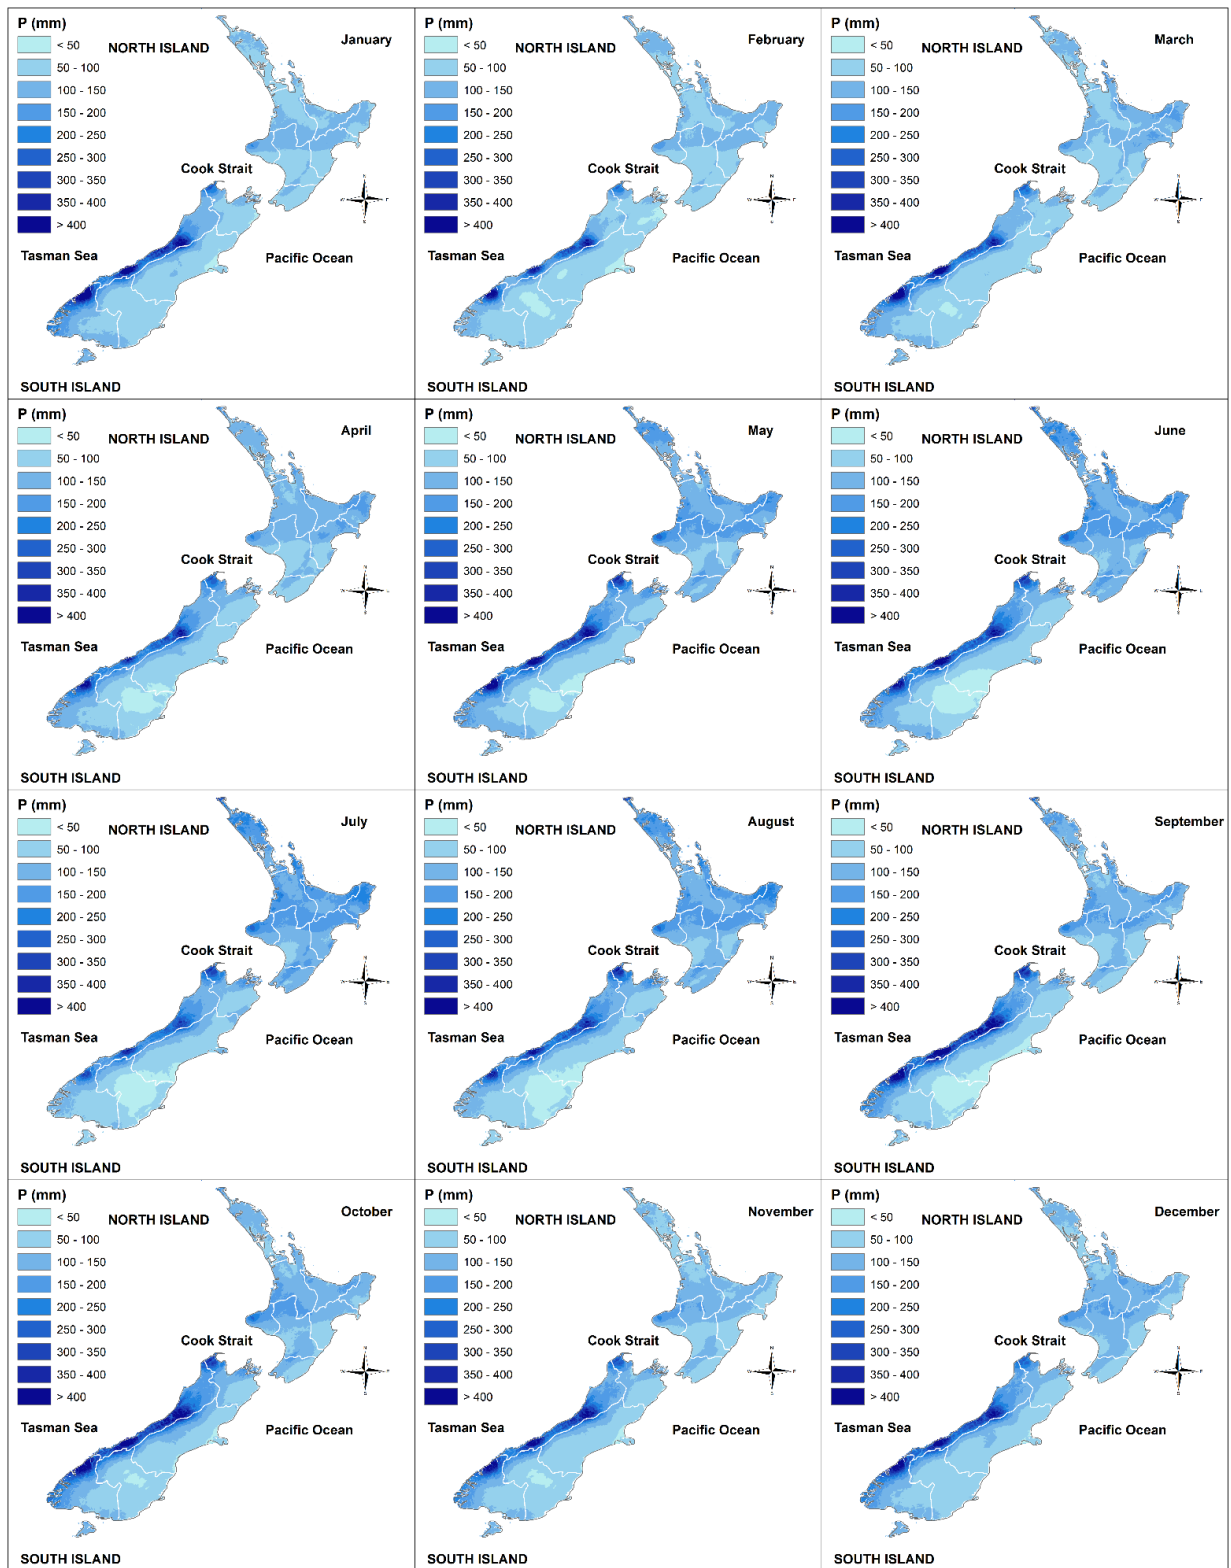 P (mm)
January
< 50
NORTH ISLAND
50 - 100
100 - 150
150 - 200
200 - 250
250 - 300
300 - 350
350 - 400
> 400
Cook Strait
Tasman Sea
Pacific Ocean
SOUTH ISLAND
P (mm)
February
< 50
NORTH ISLAND
50 - 100
100 - 150
150 - 200
200 - 250
250 - 300
300 - 350
350 - 400
> 400
Cook Strait
Tasman Sea
Pacific Ocean
SOUTH ISLAND
P (mm)
March
< 50
NORTH ISLAND
50 - 100
100 - 150
150 - 200
200 - 250
250 - 300
300 - 350
350 - 400
> 400
Cook Strait
Tasman Sea
Pacific Ocean
SOUTH ISLAND
P (mm)
April
< 50
NORTH ISLAND
50 - 100
100 - 150
150 - 200
200 - 250
250 - 300
300 - 350
350 - 400
> 400
Cook Strait
Tasman Sea
Pacific Ocean
SOUTH ISLAND
P (mm)
May
< 50
NORTH ISLAND
50 - 100
100 - 150
150 - 200
200 - 250
250 - 300
300 - 350
350 - 400
> 400
Cook Strait
Tasman Sea
Pacific Ocean
SOUTH ISLAND
P (mm)
June
< 50
NORTH ISLAND
50 - 100
100 - 150
150 - 200
200 - 250
250 - 300
300 - 350
350 - 400
> 400
Cook Strait
Tasman Sea
Pacific Ocean
SOUTH ISLAND
P (mm)
July
< 50
NORTH ISLAND
50 - 100
100 - 150
150 - 200
200 - 250
250 - 300
300 - 350
350 - 400
> 400
Cook Strait
Tasman Sea
Pacific Ocean
SOUTH ISLAND
P (mm)
August
< 50
NORTH ISLAND
50 - 100
100 - 150
150 - 200
200 - 250
250 - 300
300 - 350
350 - 400
> 400
Cook Strait
Tasman Sea
Pacific Ocean
SOUTH ISLAND
P (mm)
September
< 50
NORTH ISLAND
50 - 100
100 - 150
150 - 200
200 - 250
250 - 300
300 - 350
350 - 400
> 400
Cook Strait
Tasman Sea
Pacific Ocean
SOUTH ISLAND
P (mm)
October
< 50
NORTH ISLAND
50 - 100
100 - 150
150 - 200
200 - 250
250 - 300
300 - 350
350 - 400
> 400
Cook Strait
Tasman Sea
Pacific Ocean
SOUTH ISLAND
P (mm)
November
< 50
NORTH ISLAND
50 - 100
100 - 150
150 - 200
200 - 250
250 - 300
300 - 350
350 - 400
> 400
Cook Strait
Tasman Sea
Pacific Ocean
SOUTH ISLAND
P (mm)
December
< 50
NORTH ISLAND
50 - 100
100 - 150
150 - 200
200 - 250
250 - 300
300 - 350
350 - 400
> 400
Cook Strait
Tasman Sea
Pacific Ocean
SOUTH ISLAND